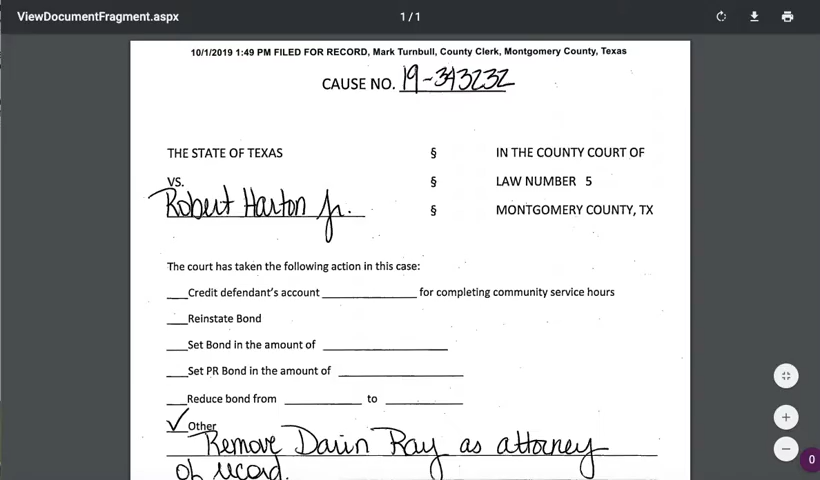 ViewDocumentFragment.aspx
1 / 1
10/1/2019 1:49 PM FILED FOR RECORD, Mark Turnbull, County Clerk, Montgomery County, Texas
CAUSE NO. 19-343232
THE STATE OF TEXAS § IN THE COUNTY COURT OF
VS. § LAW NUMBER 5
Robert Harton Jr. § MONTGOMERY COUNTY, TX
The court has taken the following action in this case:
Credit defendant's account for completing community service hours
Reinstate Bond
Set Bond in the amount of
Set PR Bond in the amount of
Reduce bond from to
✓ Other
Remove Darin Ray as attorney
of record.
0